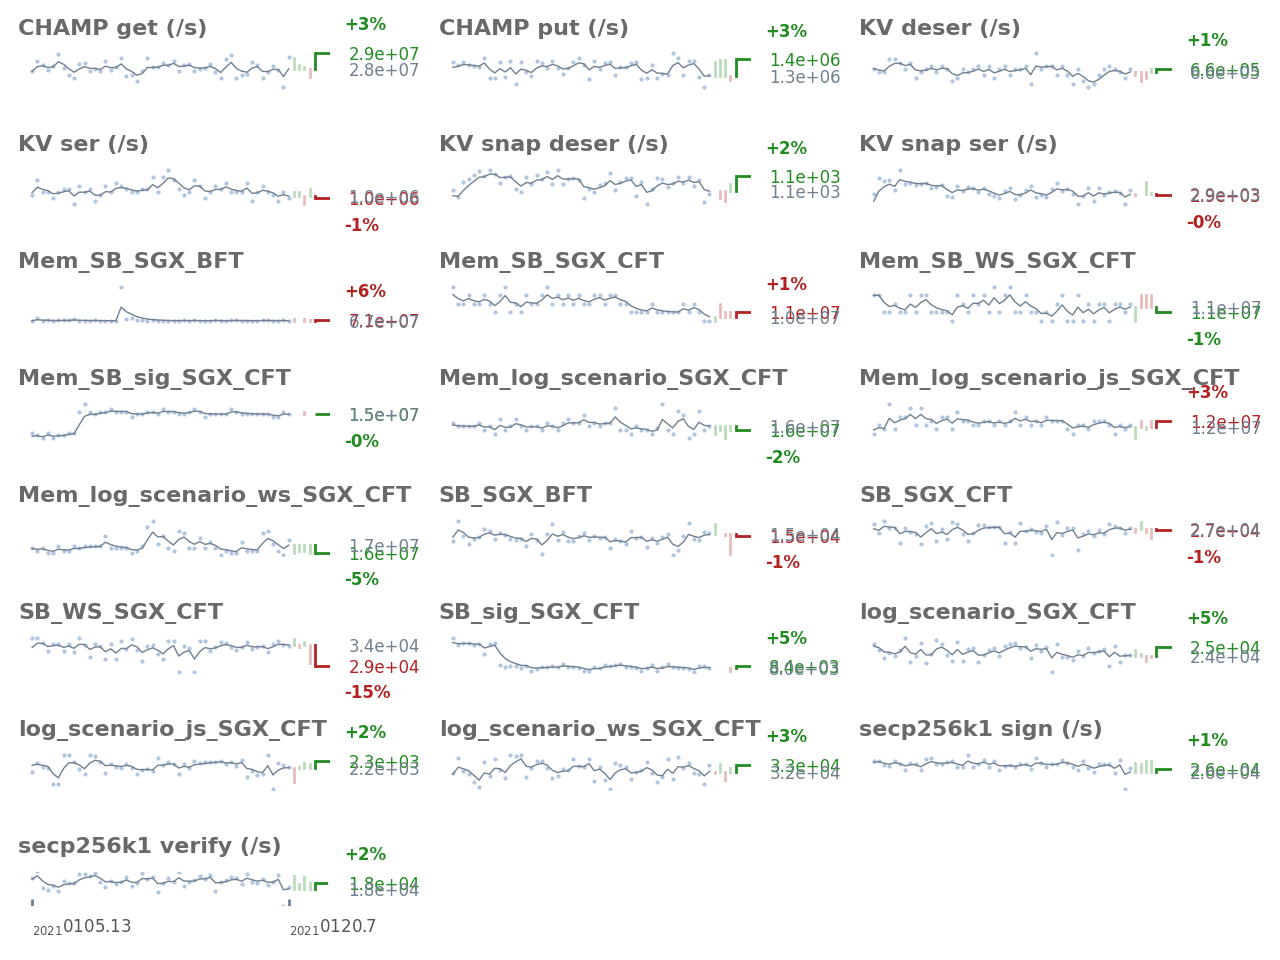 CHAMP get (/s)
+3%
2.9e+07
2.8e+07
CHAMP put (/s)
+3%
1.4e+06
1.3e+06
KV deser (/s)
+1%
6.6e+05
KV ser (/s)
1.0e+06
1.0e+06
-1%
KV snap deser (/s)
+2%
1.1e+03
1.1e+03
KV snap ser (/s)
2.9e+03
2.9e+03
-0%
Mem_SB_SGX_BFT
+6%
7.1e+07
Mem_SB_SGX_CFT
+1%
1.1e+07
1.0e+07
Mem_SB_WS_SGX_CFT
1.1e+07
1.1e+07
-1%
Mem_SB_sig_SGX_CFT
1.5e+07
-0%
Mem_log_scenario_SGX_CFT
1.6e+07
1.6e+07
-2%
Mem_log_scenario_js_SGX_CFT
+3%
1.2e+07
1.2e+07
Mem_log_scenario_ws_SGX_CFT
1.7e+07
1.6e+07
-5%
SB_SGX_BFT
1.5e+04
1.5e+04
-1%
SB_SGX_CFT
2.7e+04
2.7e+04
-1%
SB_WS_SGX_CFT
3.4e+04
2.9e+04
-15%
SB_sig_SGX_CFT
+5%
8.4e+03
8.0e+03
log_scenario_SGX_CFT
+5%
2.5e+04
2.4e+04
log_scenario_js_SGX_CFT
+2%
2.3e+03
2.2e+03
log_scenario_ws_SGX_CFT
+3%
3.3e+04
3.2e+04
secp256k1 sign (/s)
+1%
2.6e+04
2.6e+04
secp256k1 verify (/s)
+2%
1.8e+04
1.8e+04
20210105.13
20210120.7